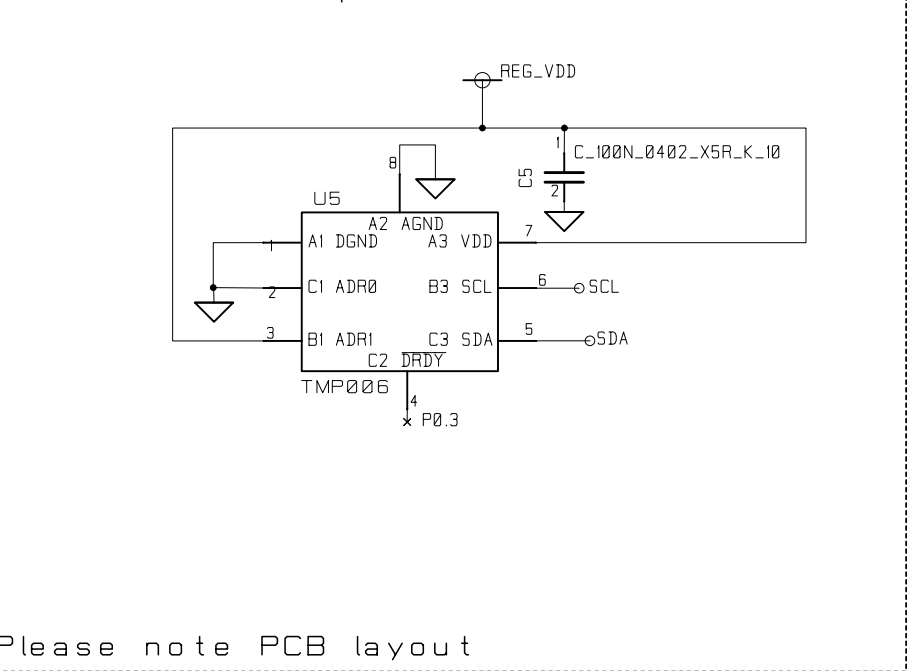 REG_VDD
1 C_100N_0402_X5R_K_10
C5
2
8
U5
A2 AGND
1 A1 DGND A3 VDD 7
2 C1 ADR0 B3 SCL 6 SCL
3 B1 ADR1 C3 SDA 5 SDA
C2 DRDY
TMP006
4
P0.3
Please note PCB layout